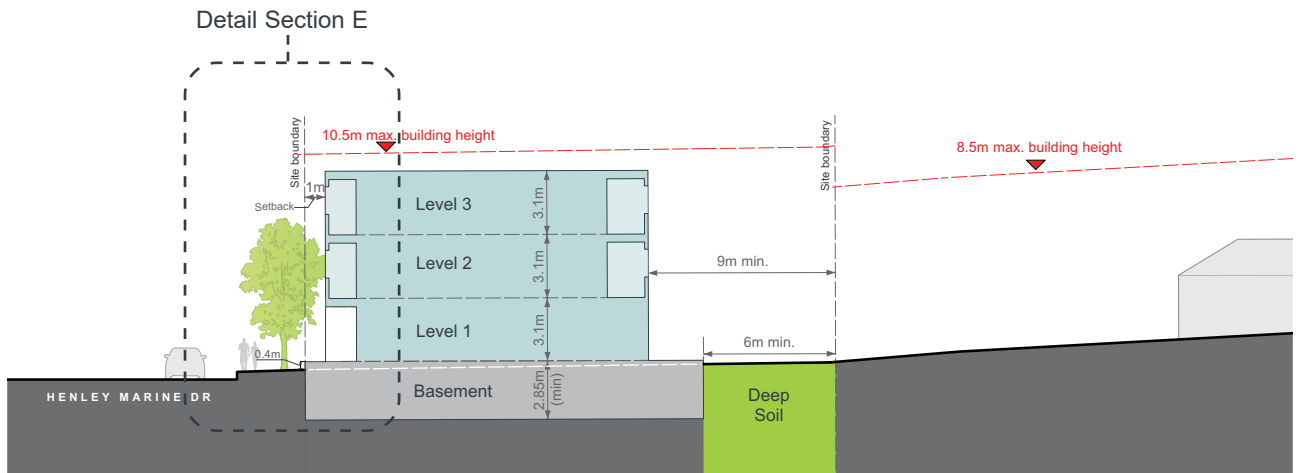 Detail Section E
Site boundary
10.5m max. building height
Site boundary
8.5m max. building height
1m
Setback
Level 3
3.1m
Level 2
3.1m
9m min.
Level 1
3.1m
0.4m
6m min.
HENLEY MARINE DR
Basement
2.85m
(min)
Deep
Soil